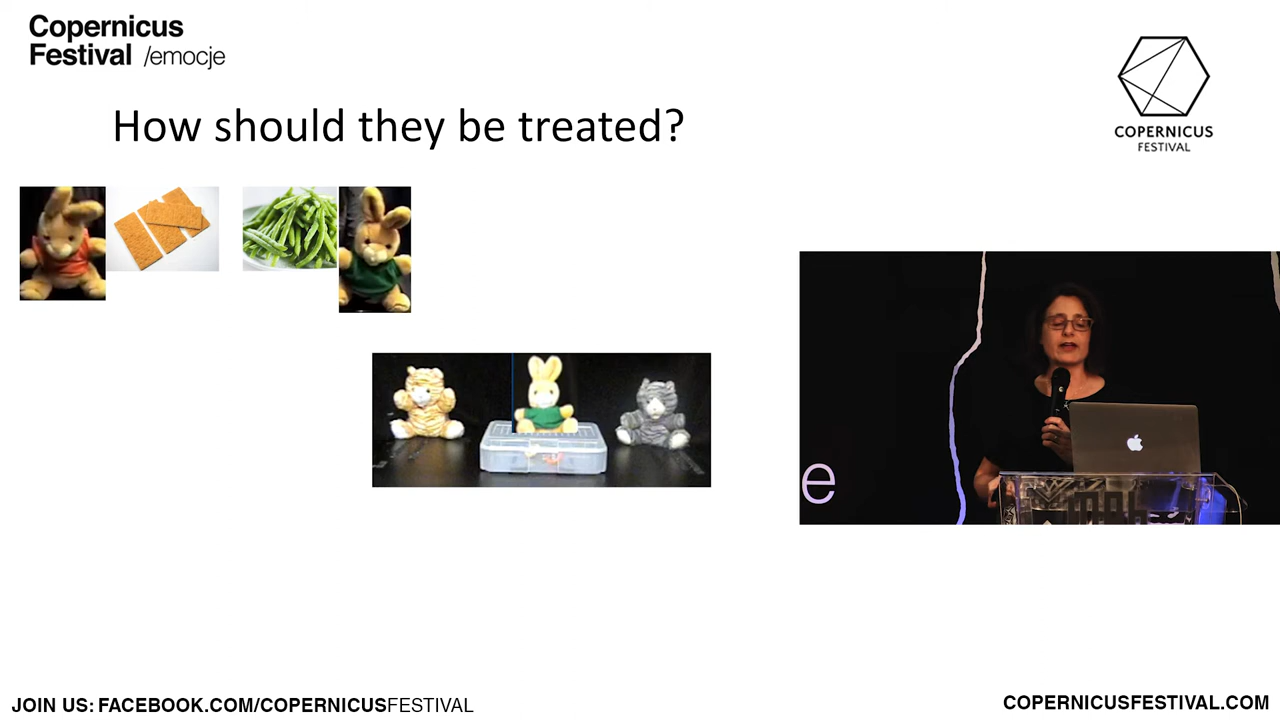 Copernicus
Festival /emocje
COPERNICUS
FESTIVAL
How should they be treated?
e
JOIN US: FACEBOOK.COM/COPERNICUSFESTIVAL
COPERNICUSFESTIVAL.COM